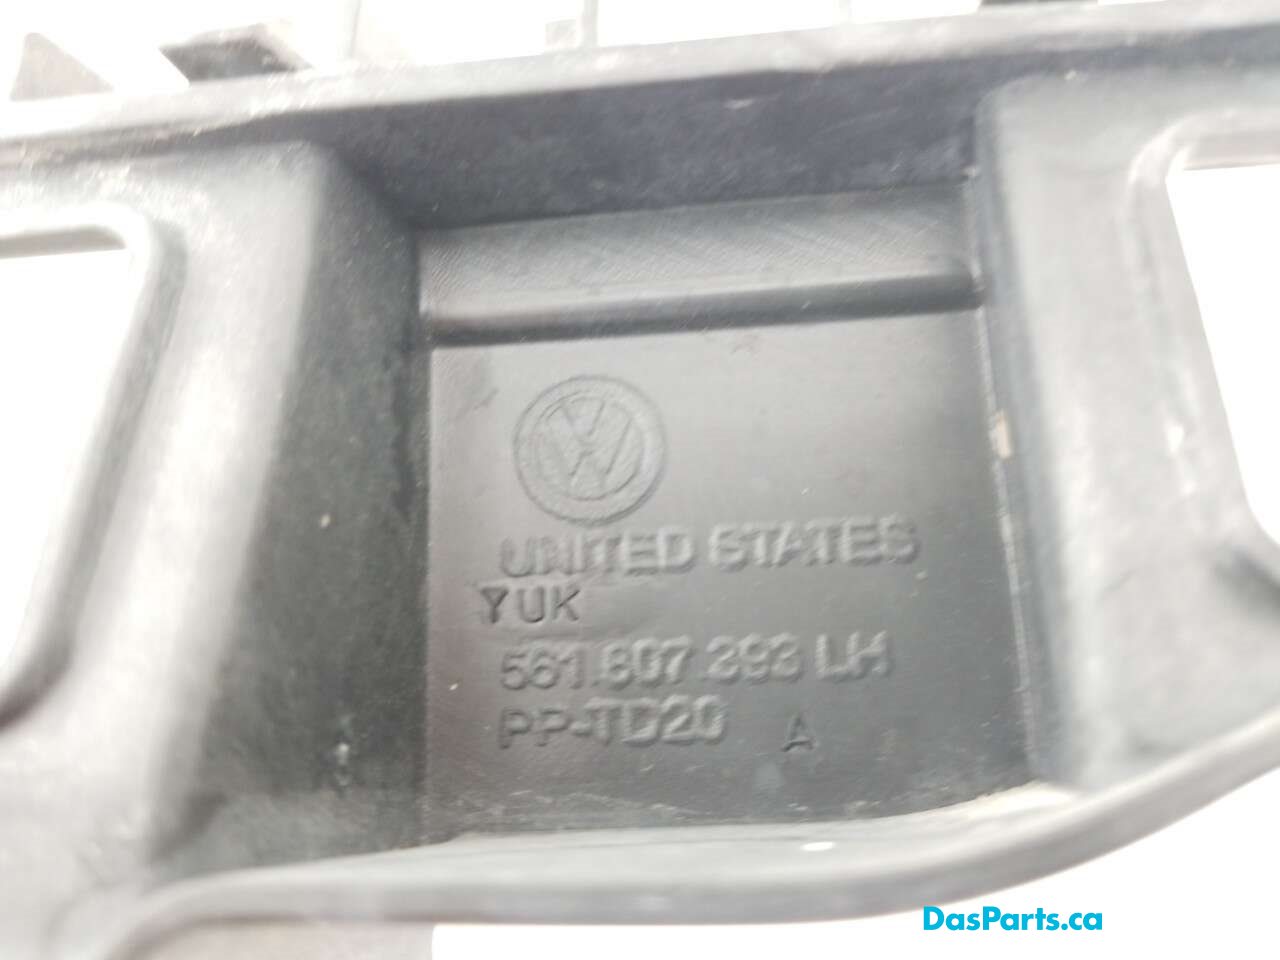 UNITED STATES
YUK
561.807.393 LH
PP-TD20 A
DasParts.ca